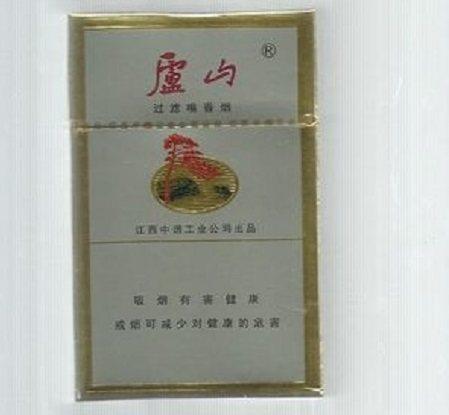 庐山®
过滤嘴香烟
江西中烟工业公司出品
吸烟有害健康
戒烟可减少对健康的危害